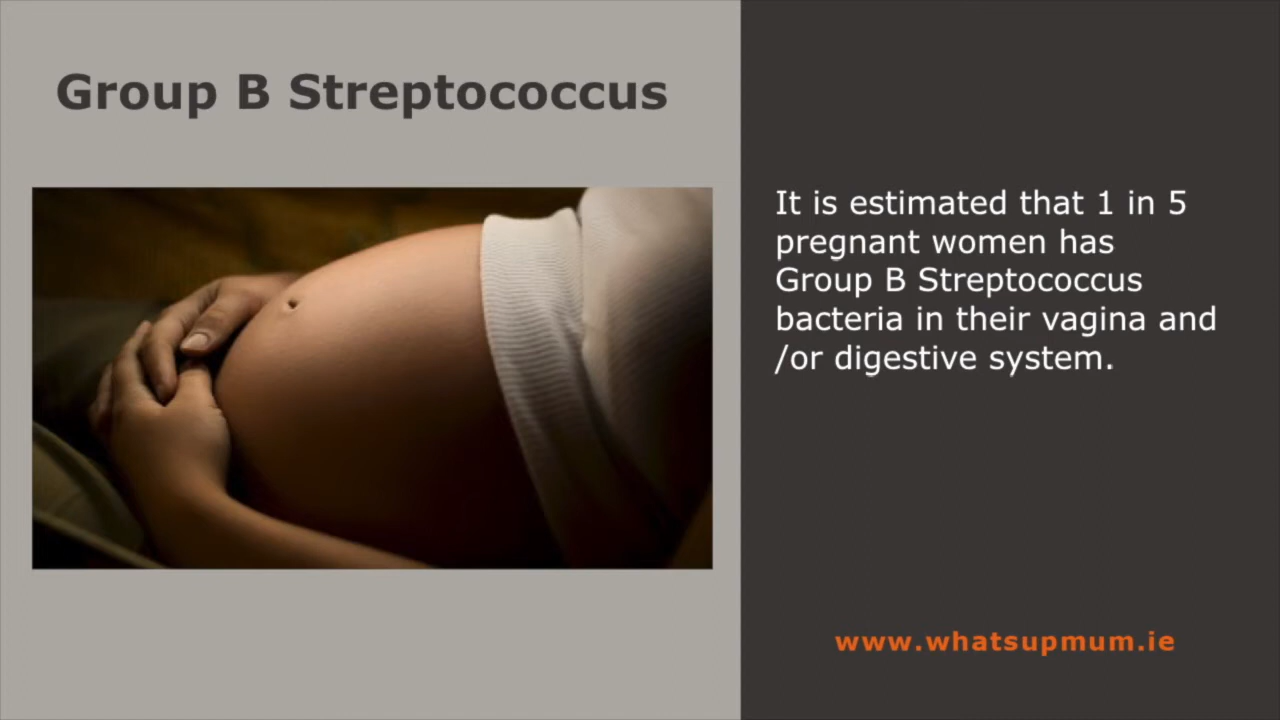 Group B Streptococcus
It is estimated that 1 in 5
pregnant women has
Group B Streptococcus
bacteria in their vagina and
/or digestive system.
www.whatsupmum.ie